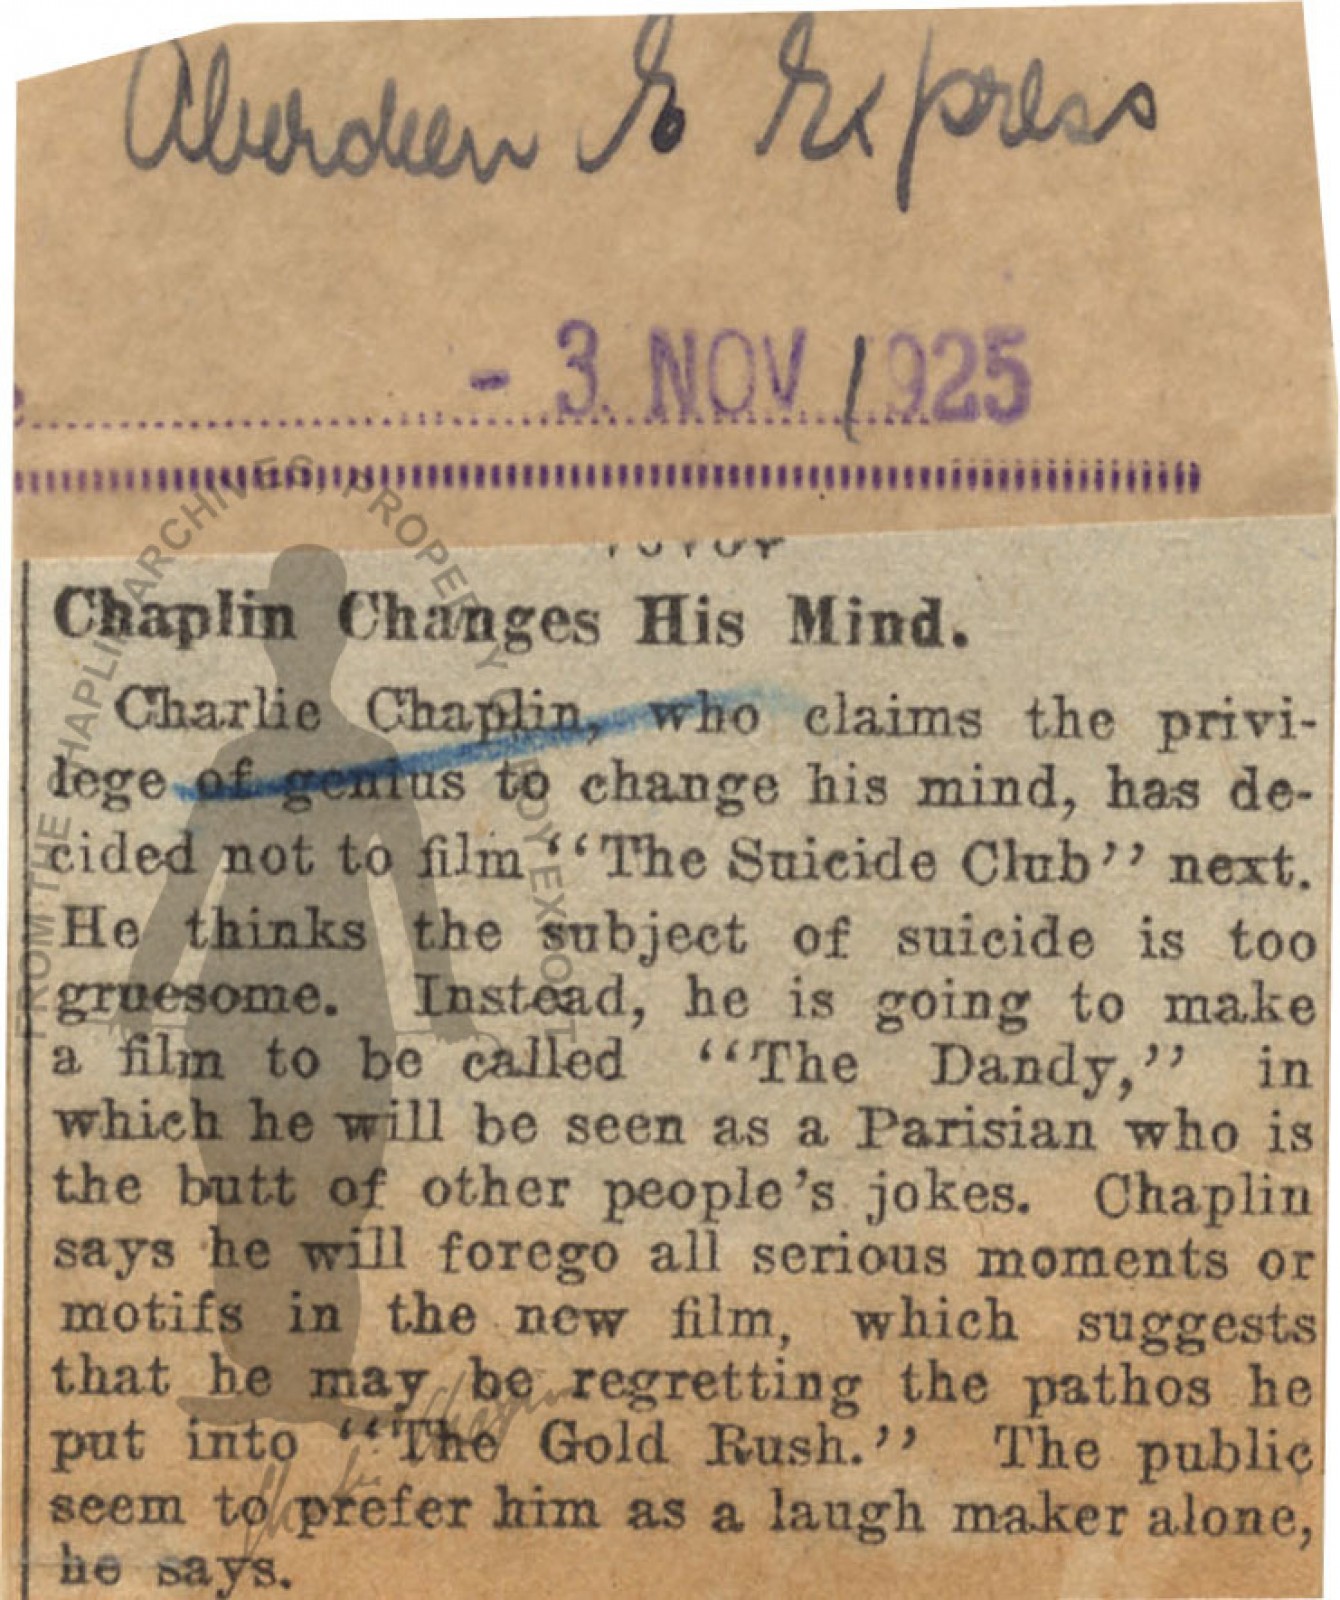 Aberdeen E Express
- 3 NOV 1925
Chaplin Changes His Mind.
Charlie Chaplin, who claims the privi-
lege of genius to change his mind, has de-
cided not to film "The Suicide Club" next.
He thinks the subject of suicide is too
gruesome. Instead, he is going to make
a film to be called "The Dandy," in
which he will be seen as a Parisian who is
the butt of other people's jokes. Chaplin
says he will forego all serious moments or
motifs in the new film, which suggests
that he may be regretting the pathos he
put into "The Gold Rush." The public
seem to prefer him as a laugh maker alone,
he says.
FROM THE CHAPLIN ARCHIVES, PROPERTY OF ROY EXPORT
Charlie Chaplin